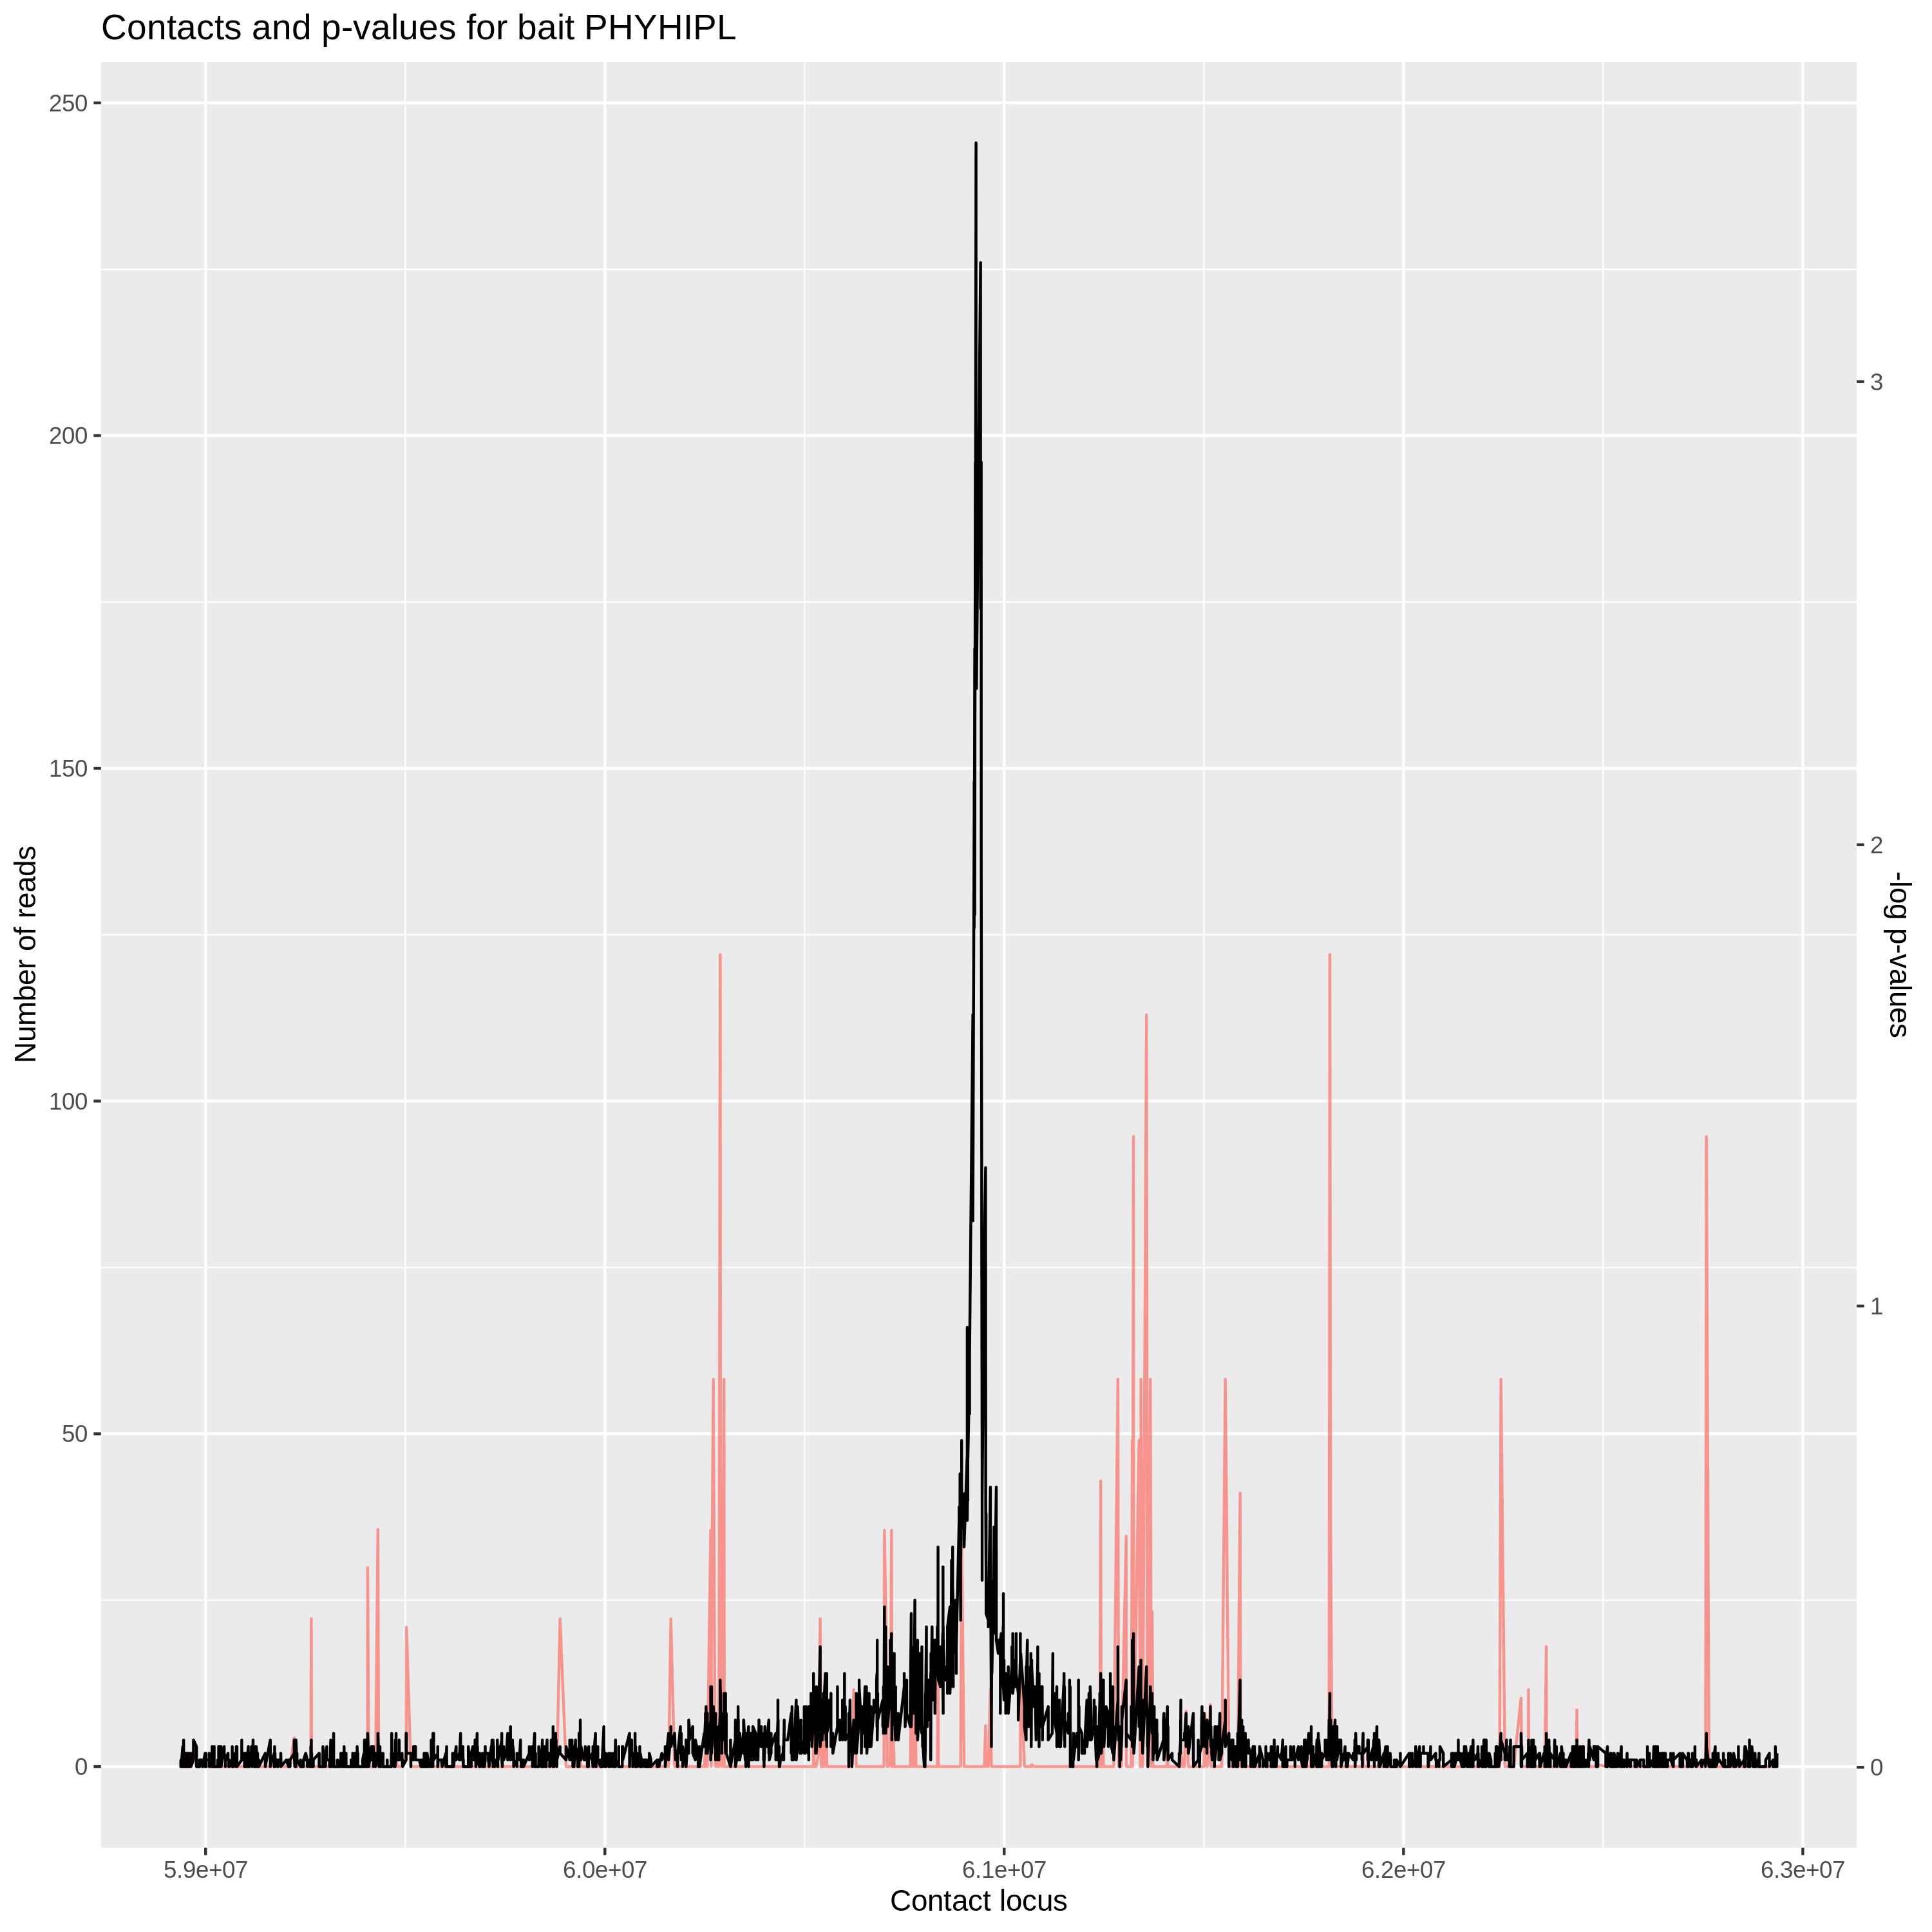 Contacts and p-values for bait PHYHIPL
250
200
150
100
50
0
Number of reads
3
2
1
0
-log p-values
5.9e+07
6.0e+07
6.1e+07
6.2e+07
6.3e+07
Contact locus